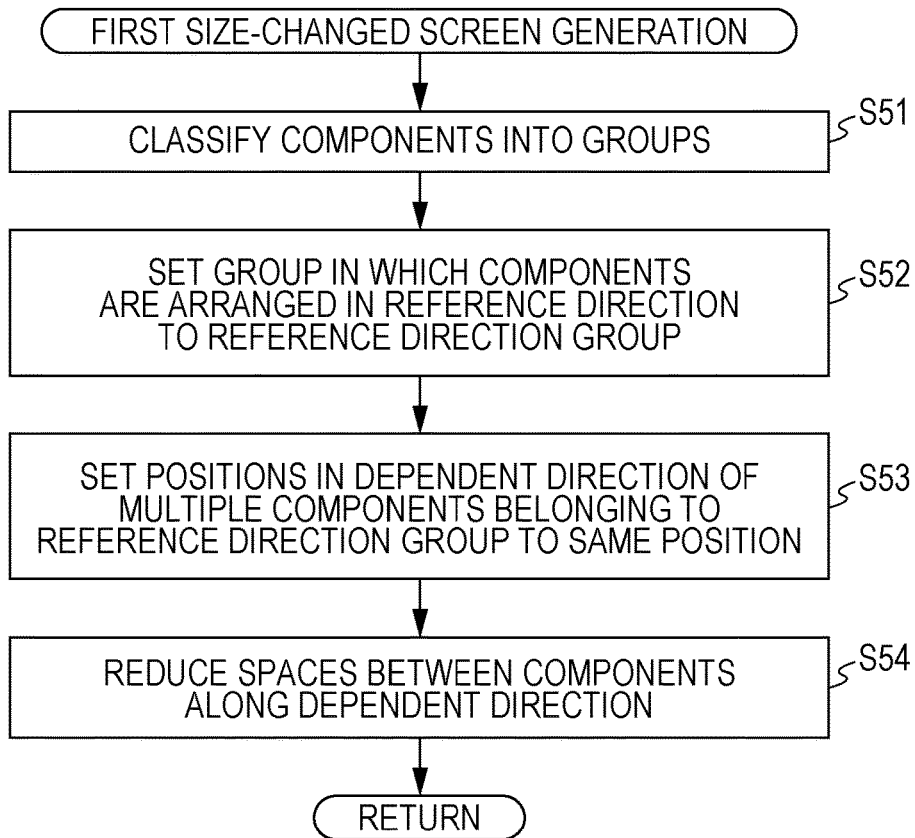 FIRST SIZE-CHANGED SCREEN GENERATION
S51
CLASSIFY COMPONENTS INTO GROUPS
S52
SET GROUP IN WHICH COMPONENTS
ARE ARRANGED IN REFERENCE DIRECTION
TO REFERENCE DIRECTION GROUP
S53
SET POSITIONS IN DEPENDENT DIRECTION OF
MULTIPLE COMPONENTS BELONGING TO
REFERENCE DIRECTION GROUP TO SAME POSITION
S54
REDUCE SPACES BETWEEN COMPONENTS
ALONG DEPENDENT DIRECTION
RETURN